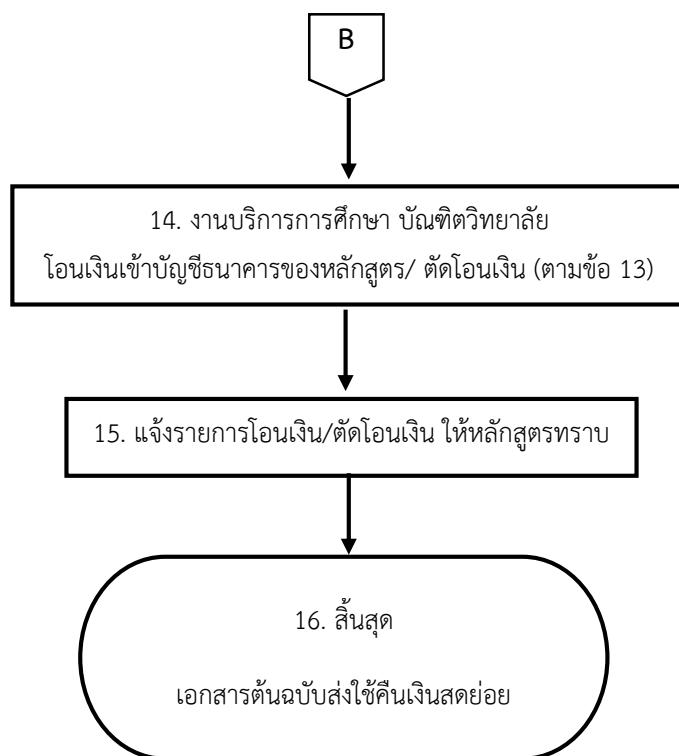 B
14. งานบริการการศึกษา บัณฑิตวิทยาลัย
โอนเงินเข้าบัญชีธนาคารของหลักสูตร/ ตัดโอนเงิน (ตามข้อ 13)
15. แจ้งรายการโอนเงิน/ตัดโอนเงิน ให้หลักสูตรทราบ
16. สิ้นสุด
เอกสารต้นฉบับส่งใช้คืนเงินสดย่อย